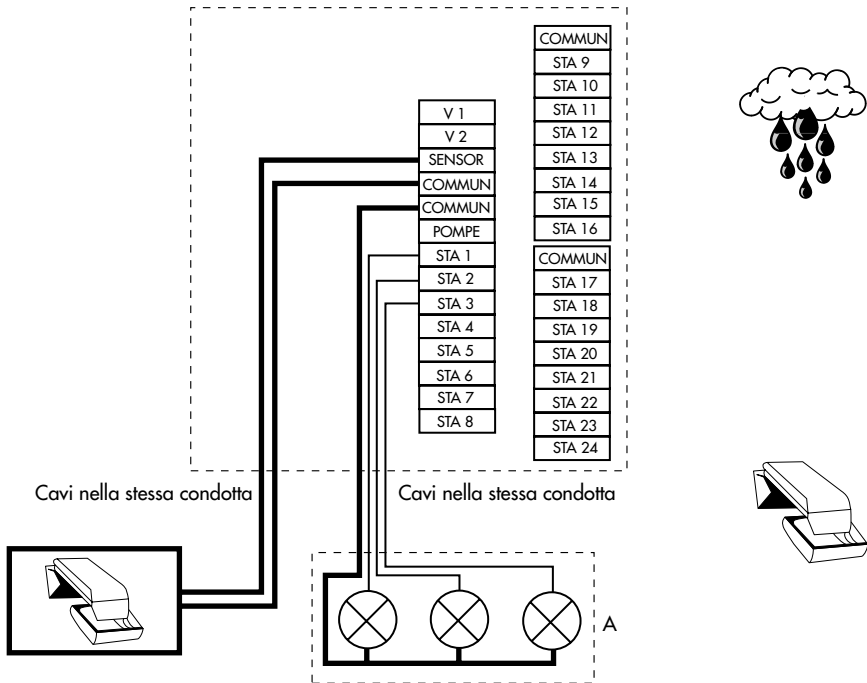 V 1
V 2
SENSOR
COMMUN
COMMUN
POMPE
STA 1
STA 2
STA 3
STA 4
STA 5
STA 6
STA 7
STA 8
COMMUN
STA 9
STA 10
STA 11
STA 12
STA 13
STA 14
STA 15
STA 16
COMMUN
STA 17
STA 18
STA 19
STA 20
STA 21
STA 22
STA 23
STA 24
Cavi nella stessa condotta
Cavi nella stessa condotta
A